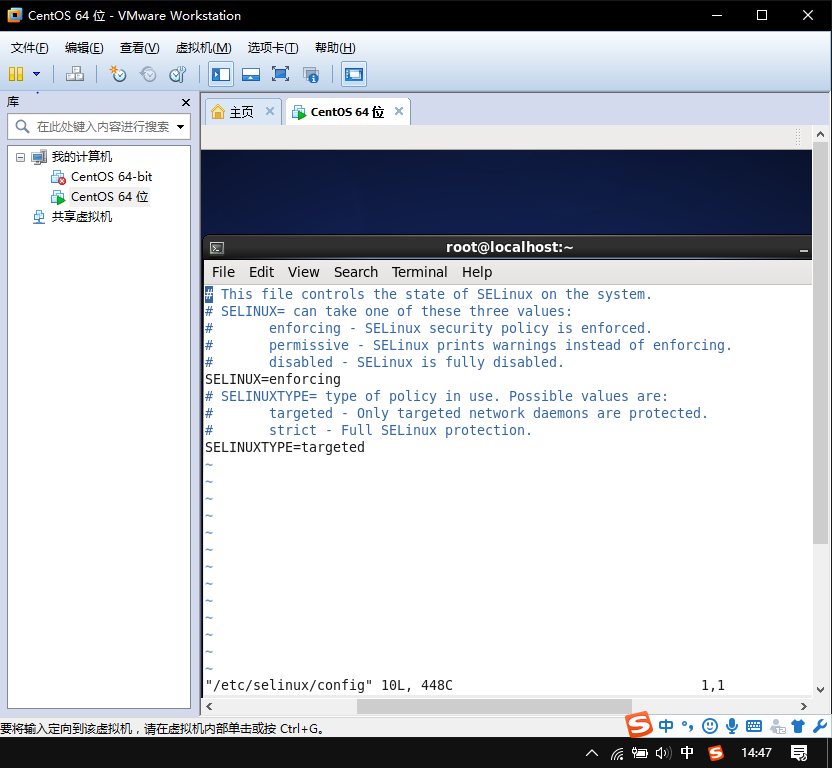 CentOS 64 位 - VMware Workstation
文件(F) 编辑(E) 查看(V) 虚拟机(M) 选项卡(T) 帮助(H)
库
在此处键入内容进行搜索
我的计算机
CentOS 64-bit
CentOS 64 位
共享虚拟机
主页
CentOS 64 位
root@localhost:~
File Edit View Search Terminal Help
# This file controls the state of SELinux on the system.
# SELINUX= can take one of these three values:
#       enforcing - SELinux security policy is enforced.
#       permissive - SELinux prints warnings instead of enforcing.
#       disabled - SELinux is fully disabled.
SELINUX=enforcing
# SELINUXTYPE= type of policy in use. Possible values are:
#       targeted - Only targeted network daemons are protected.
#       strict - Full SELinux protection.
SELINUXTYPE=targeted
~
~
~
~
~
~
~
~
~
~
~
~
~
"/etc/selinux/config" 10L, 448C 1,1
要将输入定向到该虚拟机，请在虚拟机内部单击或按 Ctrl+G。
S 中
中 S 14:47